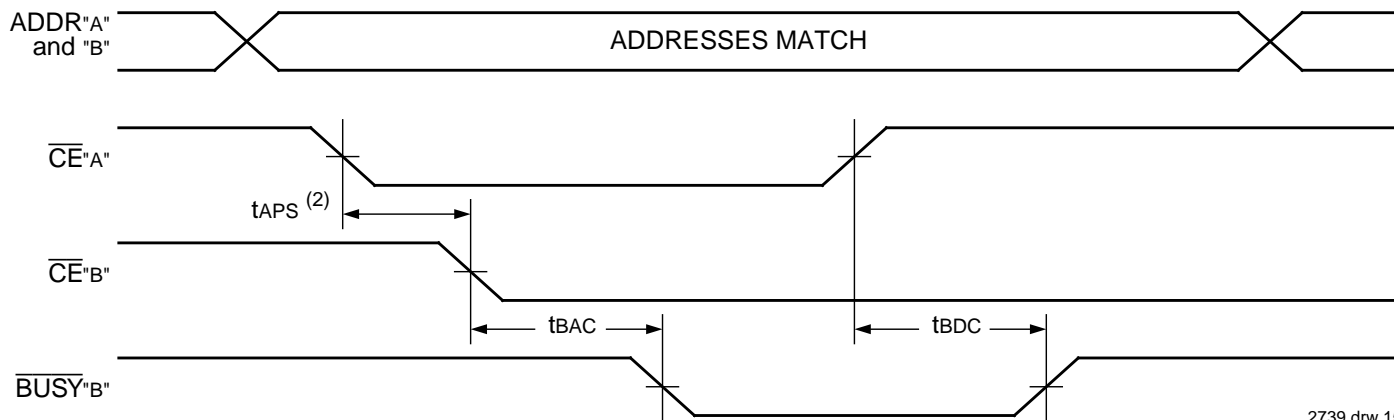 ADDR"A"
and "B"
ADDRESSES MATCH
CE"A"
tAPS (2)
CE"B"
tBAC
tBDC
BUSY"B"
2739 drw